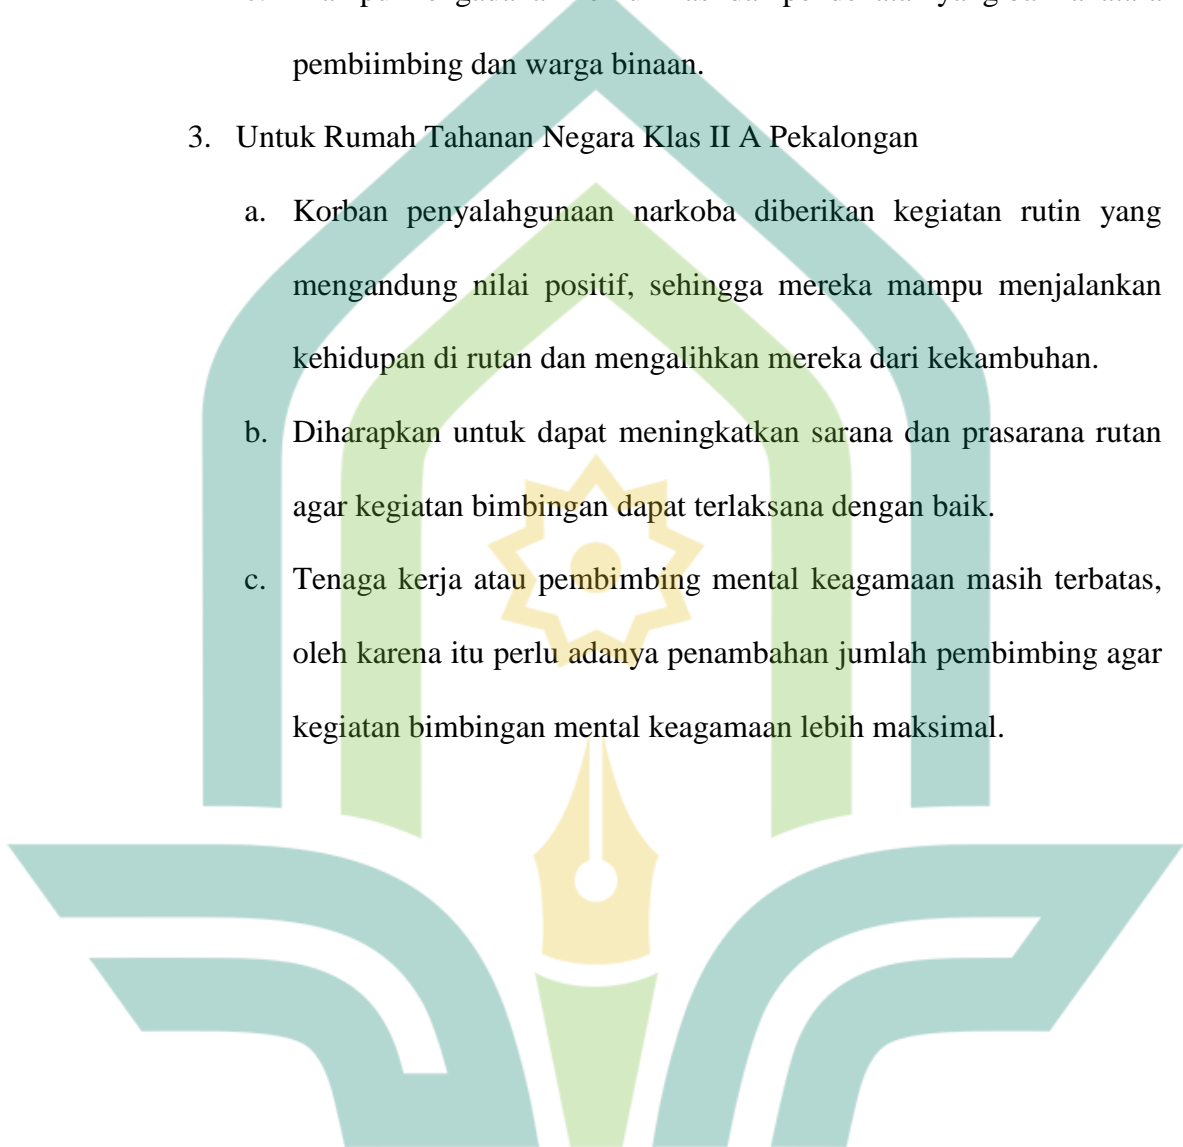 pembiimbing dan warga binaan.
3. Untuk Rumah Tahanan Negara Klas II A Pekalongan
a. Korban penyalahgunaan narkoba diberikan kegiatan rutin yang
mengandung nilai positif, sehingga mereka mampu menjalankan
kehidupan di rutan dan mengalihkan mereka dari kekambuhan.
b. Diharapkan untuk dapat meningkatkan sarana dan prasarana rutan
agar kegiatan bimbingan dapat terlaksana dengan baik.
c. Tenaga kerja atau pembimbing mental keagamaan masih terbatas,
oleh karena itu perlu adanya penambahan jumlah pembimbing agar
kegiatan bimbingan mental keagamaan lebih maksimal.